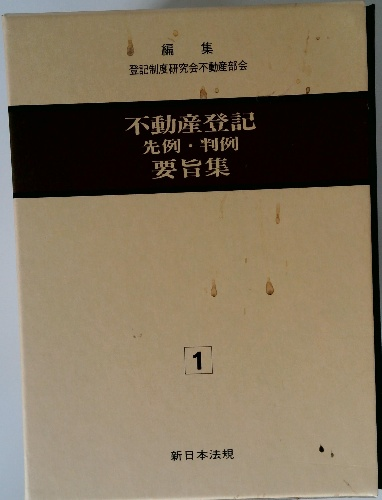 編集
登記制度研究会不動産部会
不動産登記
先例・判例
要旨集
1
新日本法規